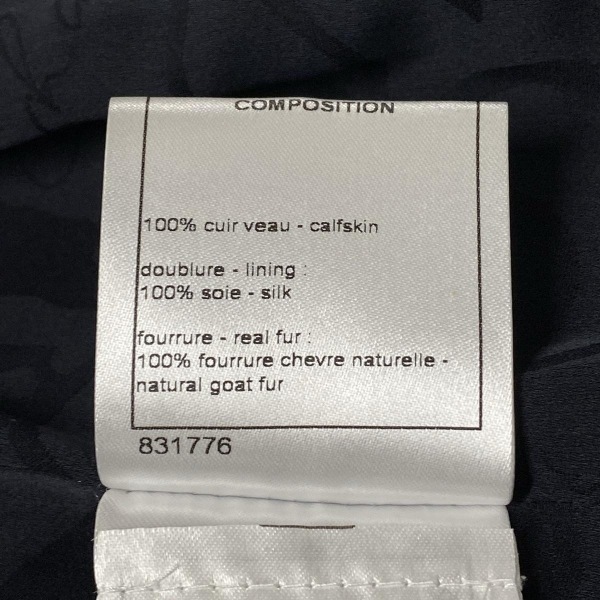 COMPOSITION
100% cuir veau - calfskin
doublure - lining :
100% soie - silk
fourrure - real fur :
100% fourrure chevre naturelle -
natural goat fur
831776